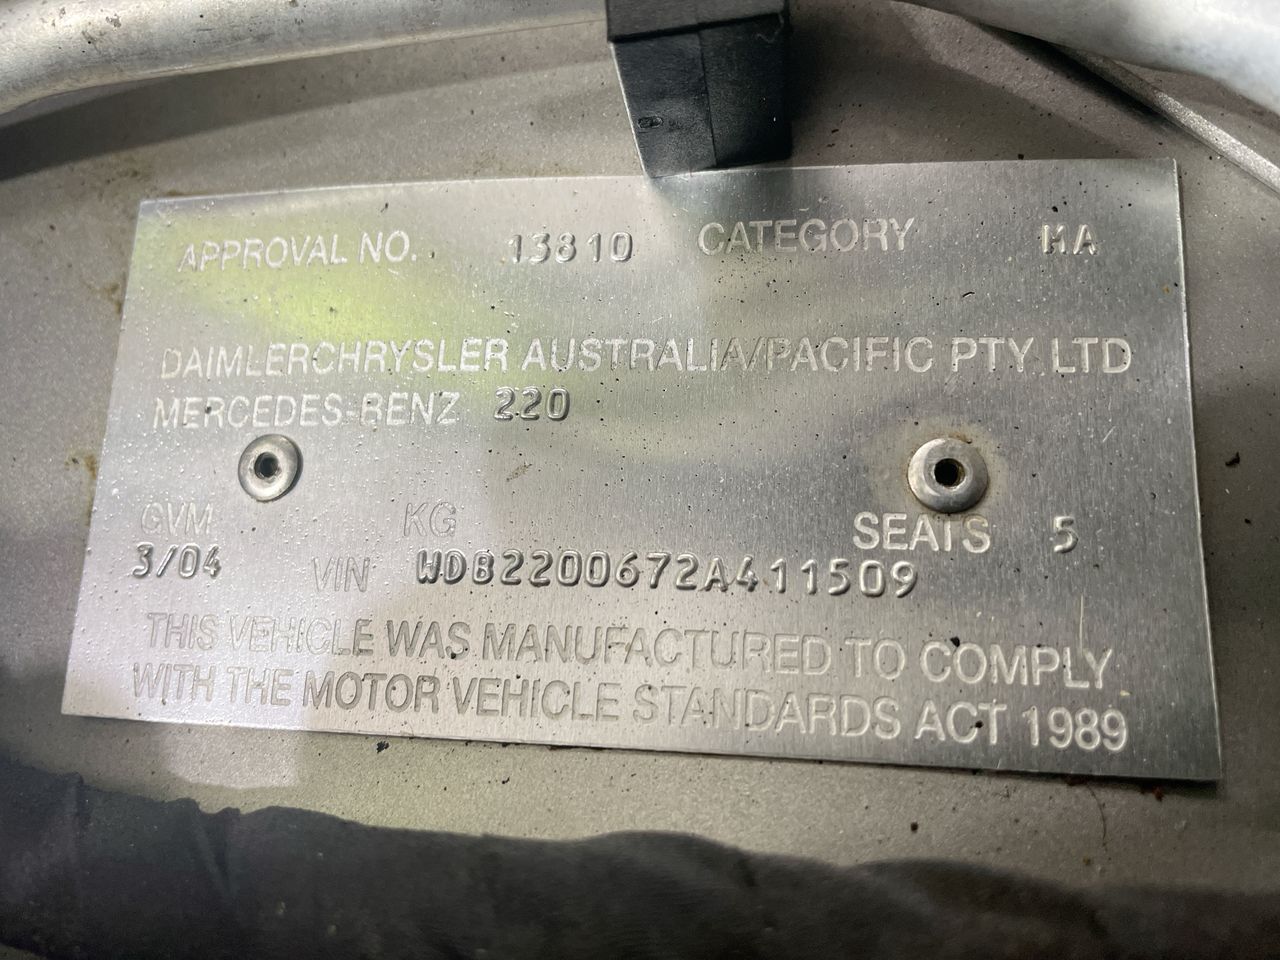 APPROVAL NO. 13810 CATEGORY MA
DAIMLERCHRYSLER AUSTRALIA/PACIFIC PTY LTD
MERCEDES-BENZ 220
GVM KG SEATS 5
3/04 VIN WDB2200672A411509
THIS VEHICLE WAS MANUFACTURED TO COMPLY
WITH THE MOTOR VEHICLE STANDARDS ACT 1989